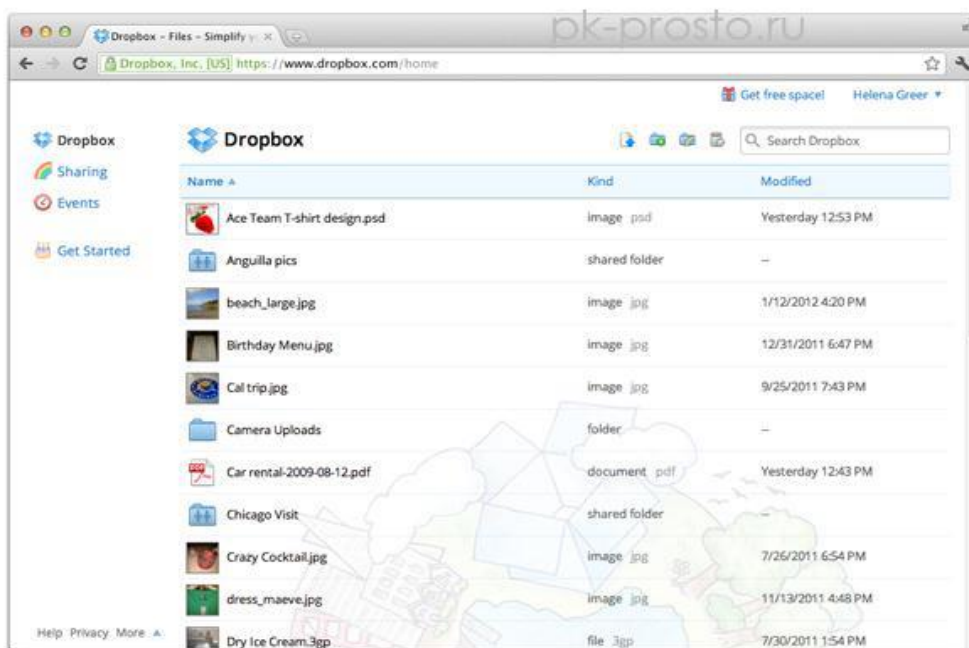 pk-prosto.ru
Dropbox - Files - Simplify y
Dropbox, Inc. [US] https://www.dropbox.com/home
Get free space! Helena Greer
Dropbox
Sharing
Events
Get Started
Dropbox
Search Dropbox
Name Kind Modified
Ace Team T-shirt design.psd image psd Yesterday 12:53 PM
Anguilla pics shared folder --
beach_large.jpg image jpg 1/12/2012 4:20 PM
Birthday Menu.jpg image jpg 12/31/2011 6:47 PM
Cal trip.jpg image jpg 9/25/2011 7:43 PM
Camera Uploads folder --
Car rental-2009-08-12.pdf document pdf Yesterday 12:43 PM
Chicago Visit shared folder --
Crazy Cocktail.jpg image jpg 7/26/2011 6:54 PM
dress_maeve.jpg image jpg 11/13/2011 4:48 PM
Dry Ice Cream.3gp file 3gp 7/30/2011 1:54 PM
Help Privacy More